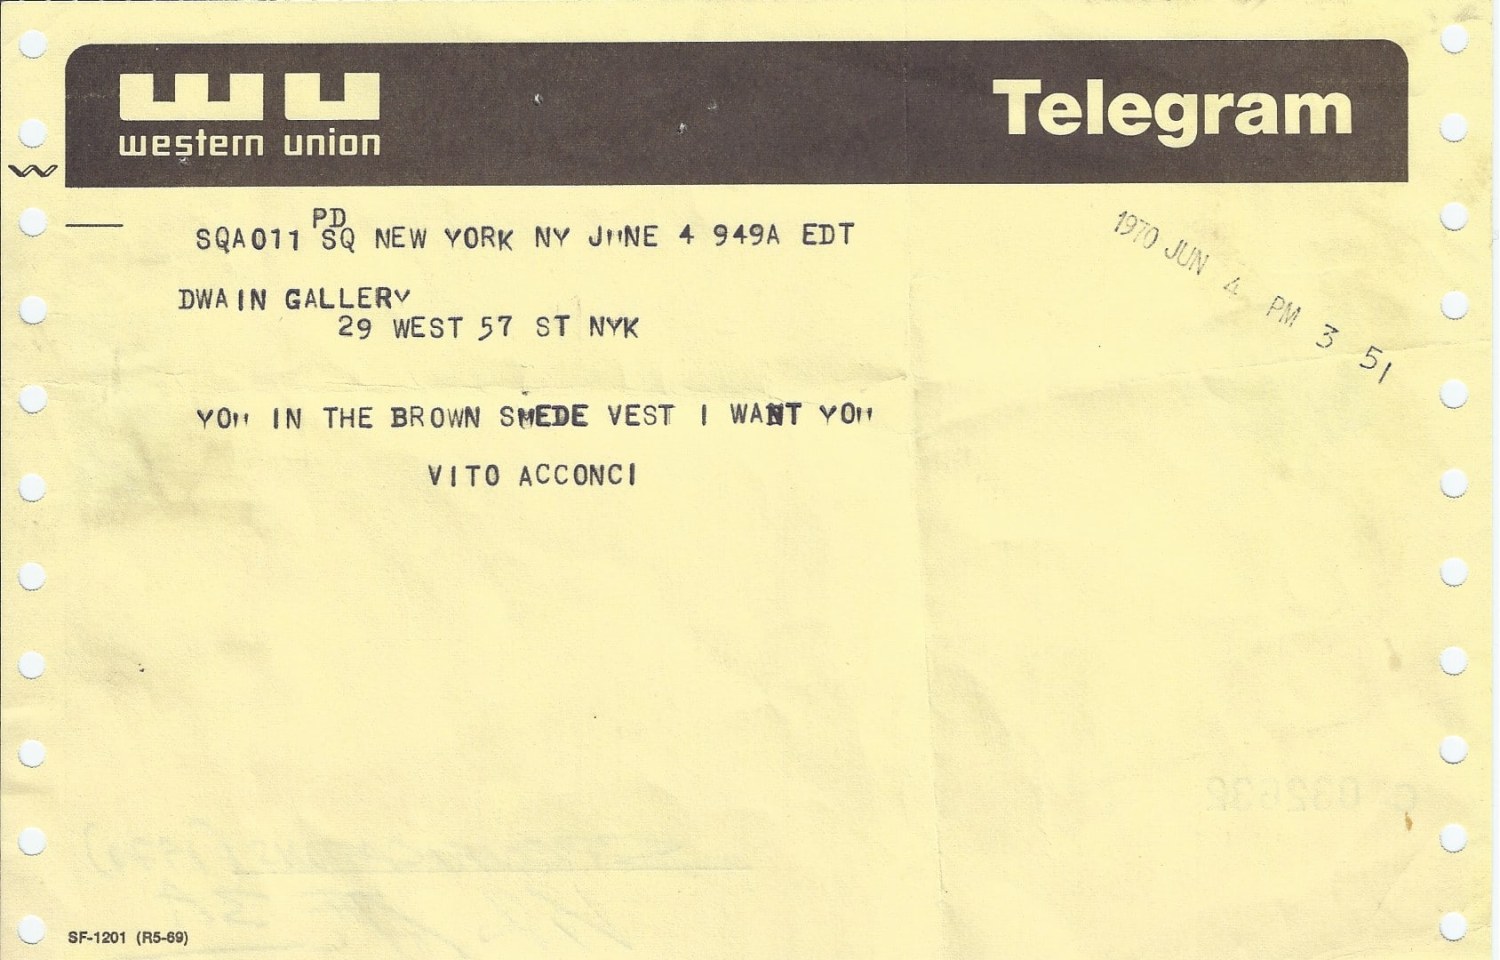 WU
western union
Telegram
PD
SQA011 SQ NEW YORK NY JUNE 4 949A EDT
1970 JUN 4 PM 3 51
DWAIN GALLERY
29 WEST 57 ST NYK
YOU IN THE BROWN SUEDE VEST I WANT YOU
VITO ACCONCI
SF-1201 (R5-69)